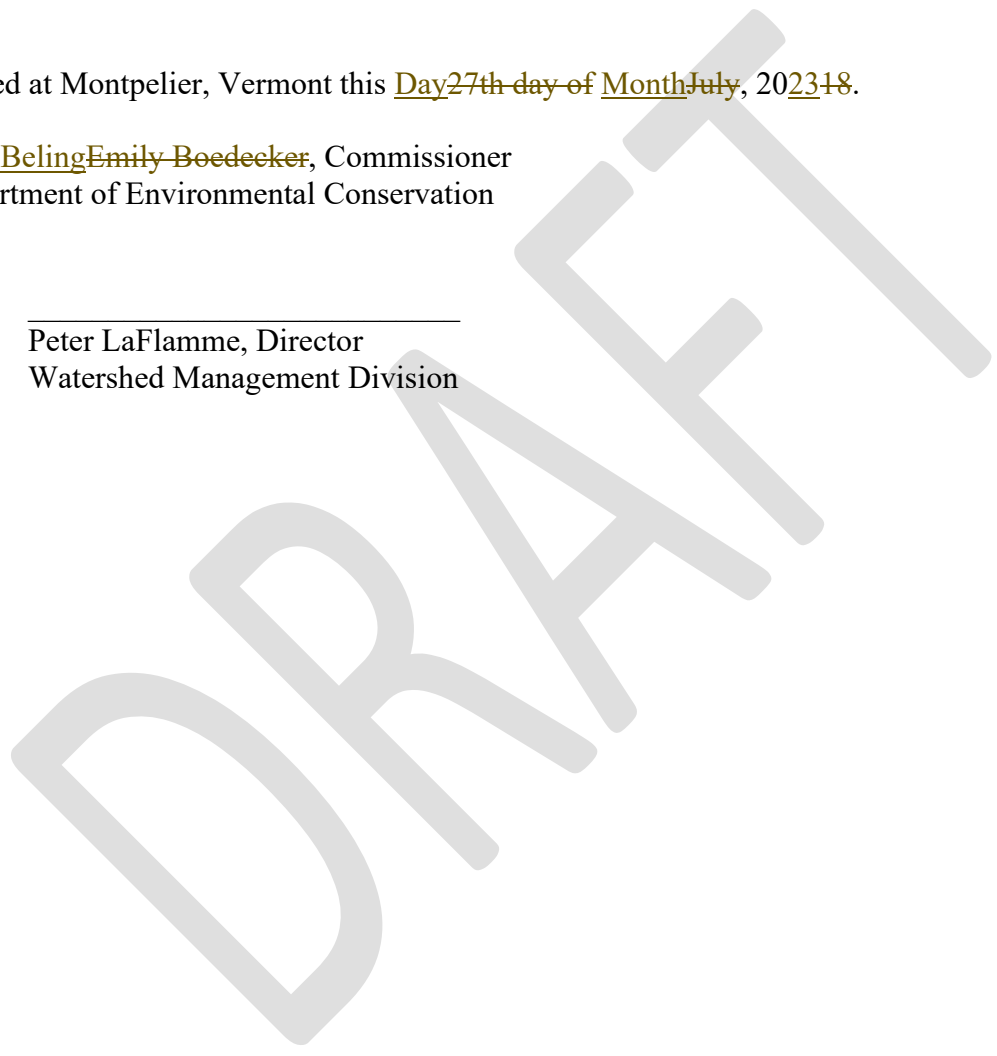 ed at Montpelier, Vermont this Day27th day of MonthJuly, 202318.
BelingEmily Boedecker, Commissioner
rtment of Environmental Conservation
___________________________
Peter LaFlamme, Director
Watershed Management Division
DRAFT